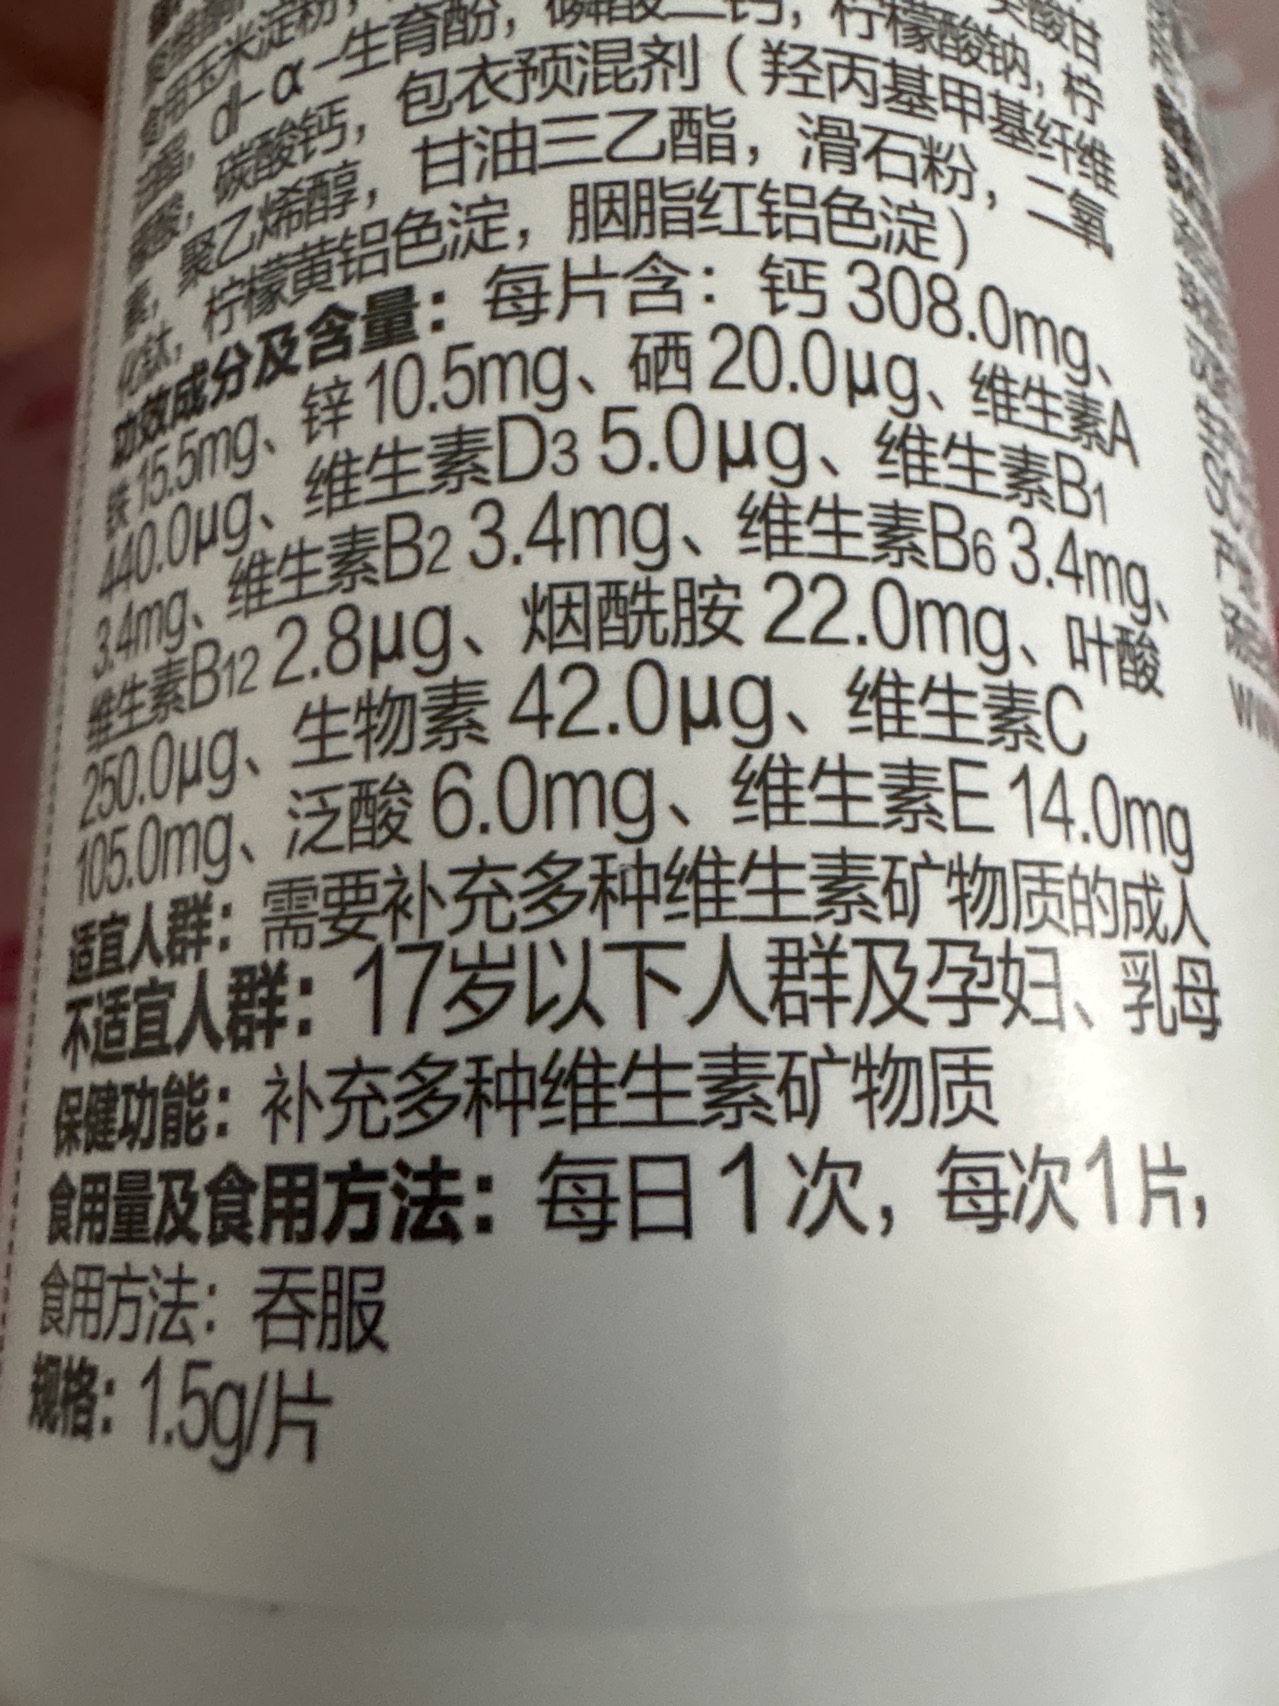 食用玉米淀粉，
油酯，dl-α-生育酚，磷酸二钙，柠檬酸钠，柠
檬酸，碳酸钙，包衣预混剂（羟丙基甲基纤维
素，聚乙烯醇，甘油三乙酯，滑石粉，二氧
化钛，柠檬黄铝色淀，胭脂红铝色淀）
功效成分及含量：每片含：钙 308.0mg、
铁 15.5mg、锌 10.5mg、硒 20.0μg、维生素A
440.0μg、维生素D3 5.0μg、维生素B1
3.4mg、维生素B2 3.4mg、维生素B6 3.4mg、
维生素B12 2.8μg、烟酰胺 22.0mg、叶酸
250.0μg、生物素 42.0μg、维生素C
105.0mg、泛酸 6.0mg、维生素E 14.0mg
适宜人群：需要补充多种维生素矿物质的成人
不适宜人群：17岁以下人群及孕妇、乳母
保健功能：补充多种维生素矿物质
食用量及食用方法：每日 1 次，每次 1 片，
食用方法：吞服
规格：1.5g/片